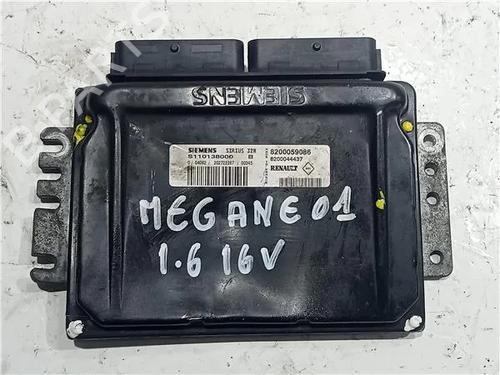 SIEMENS
SIEMENS SIRIUS 32N
S110138000 B
8200059086
8200044437
RENAULT
MEGANE 01
1.6 16V